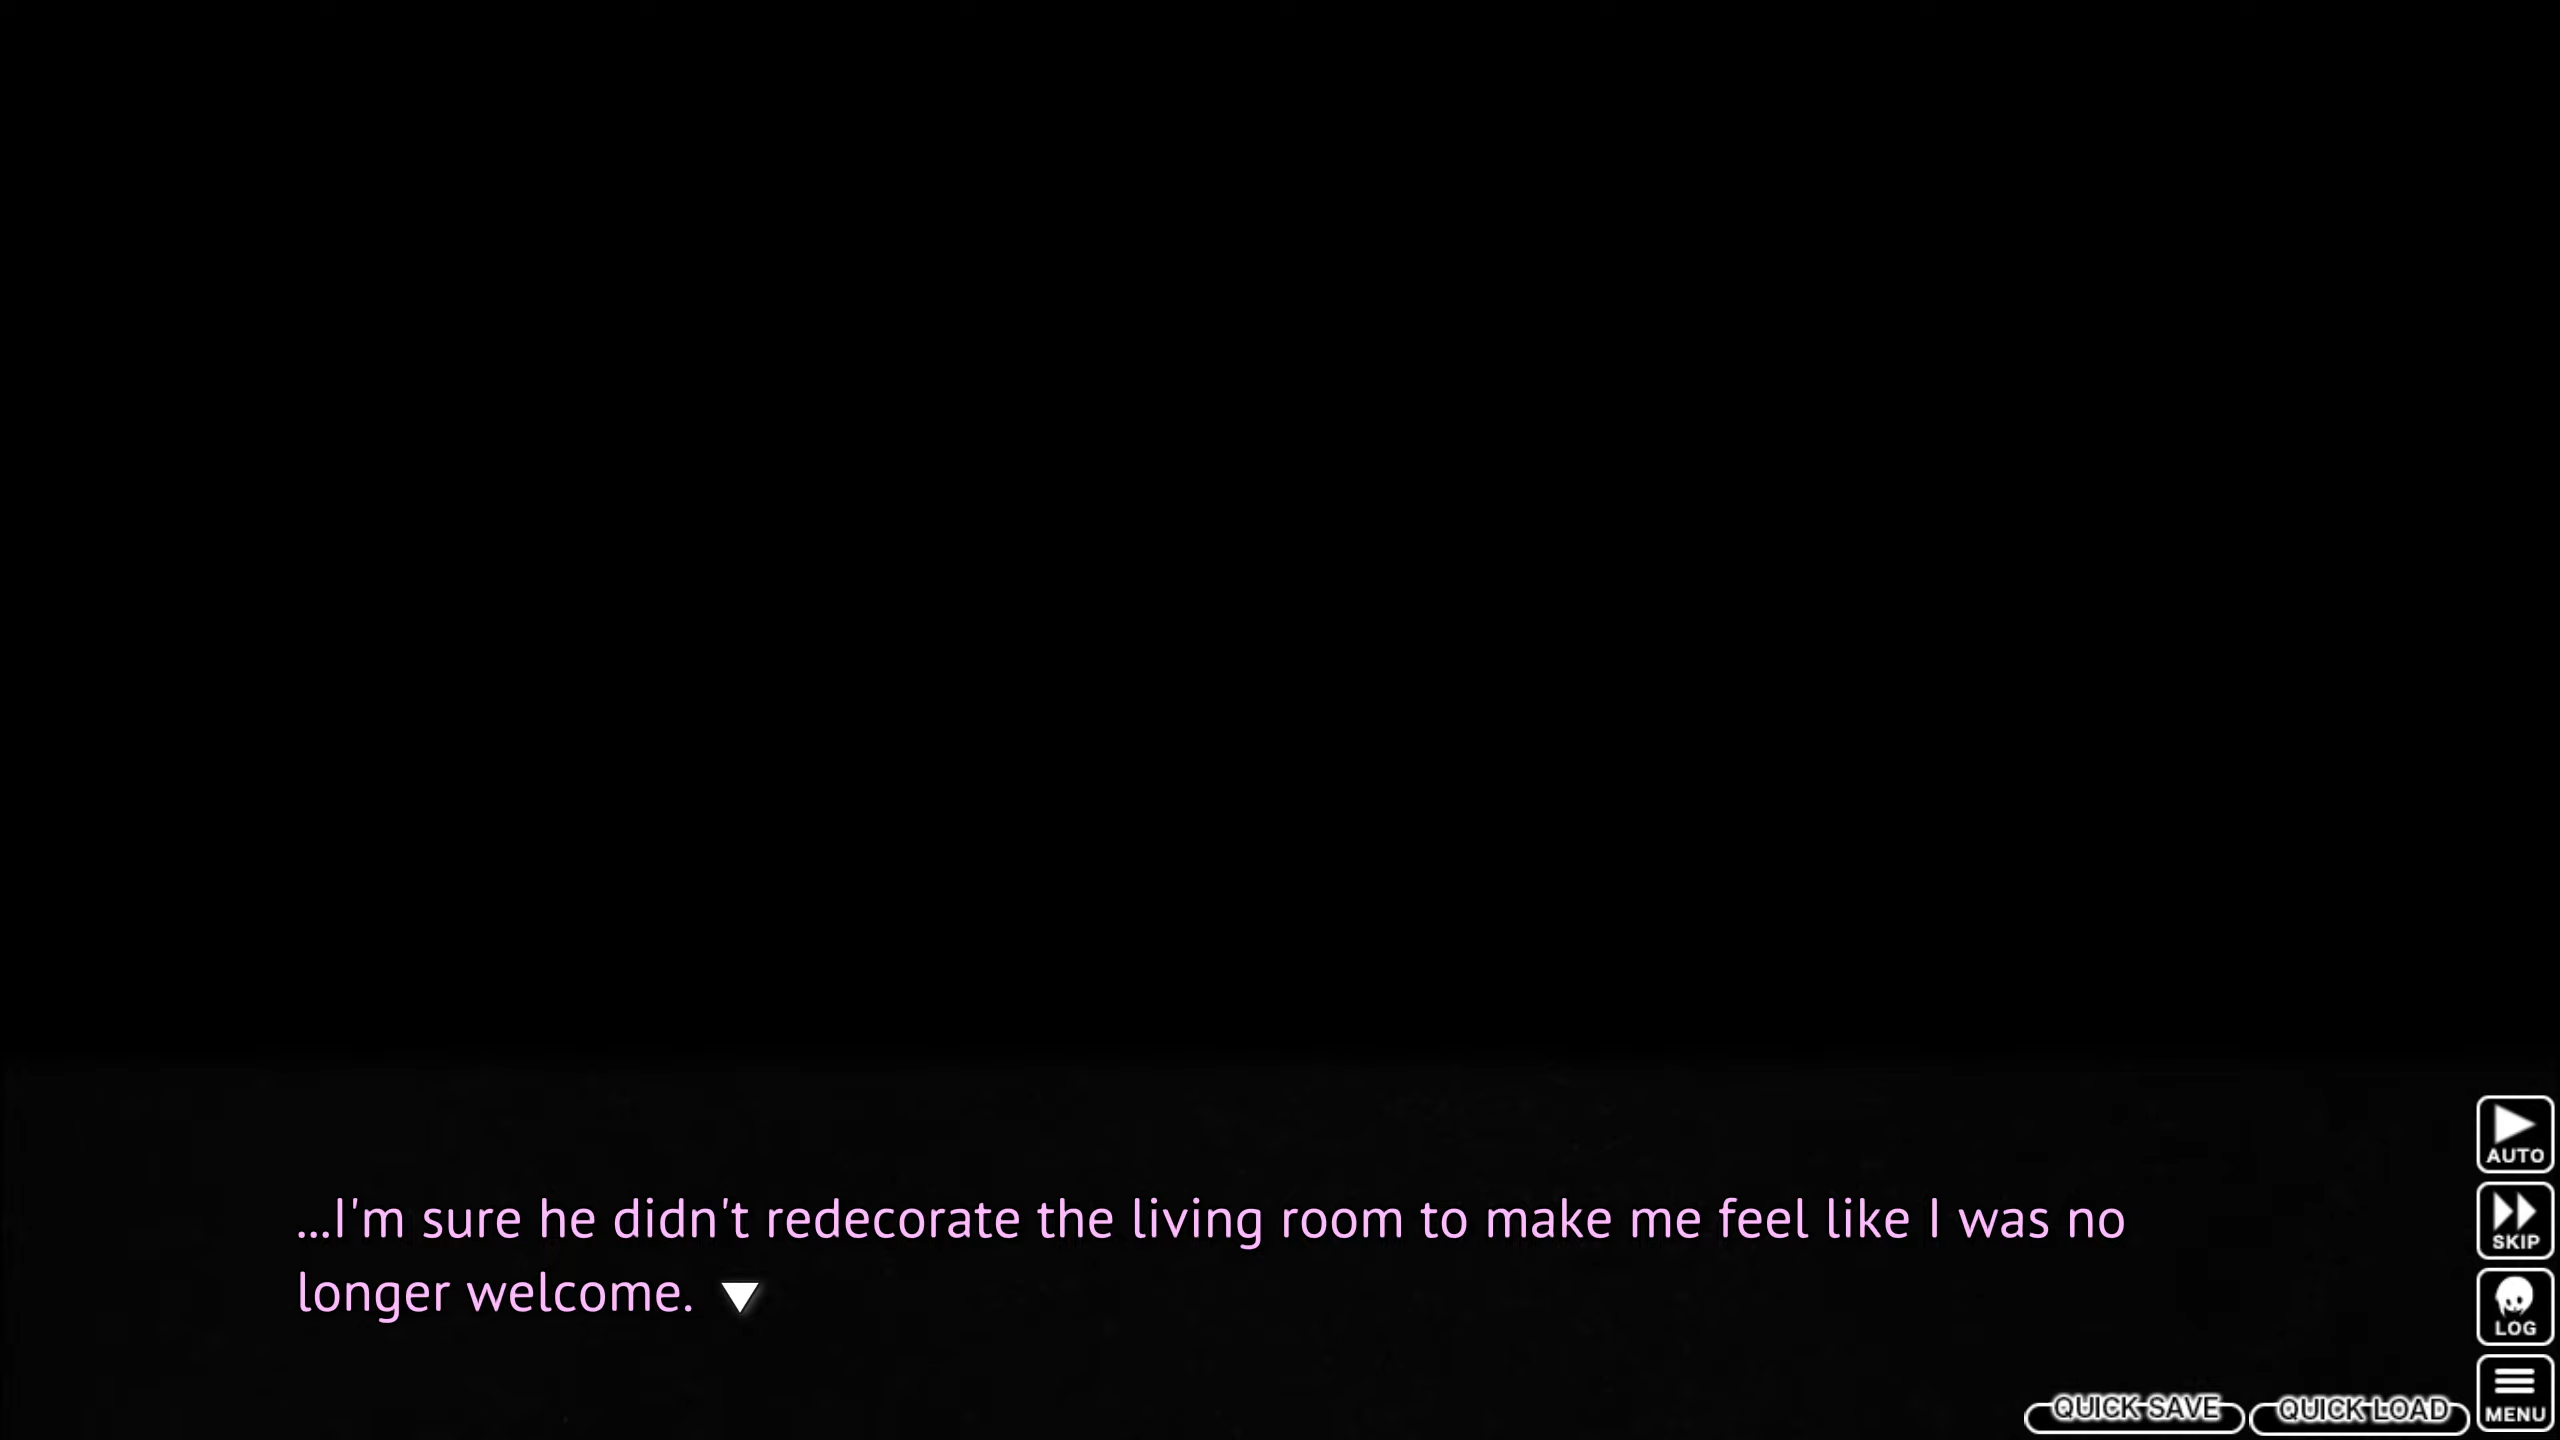 ...I'm sure he didn't redecorate the living room to make me feel like I was no
longer welcome.
AUTO
SKIP
LOG
MENU
QUICK SAVE
QUICK LOAD